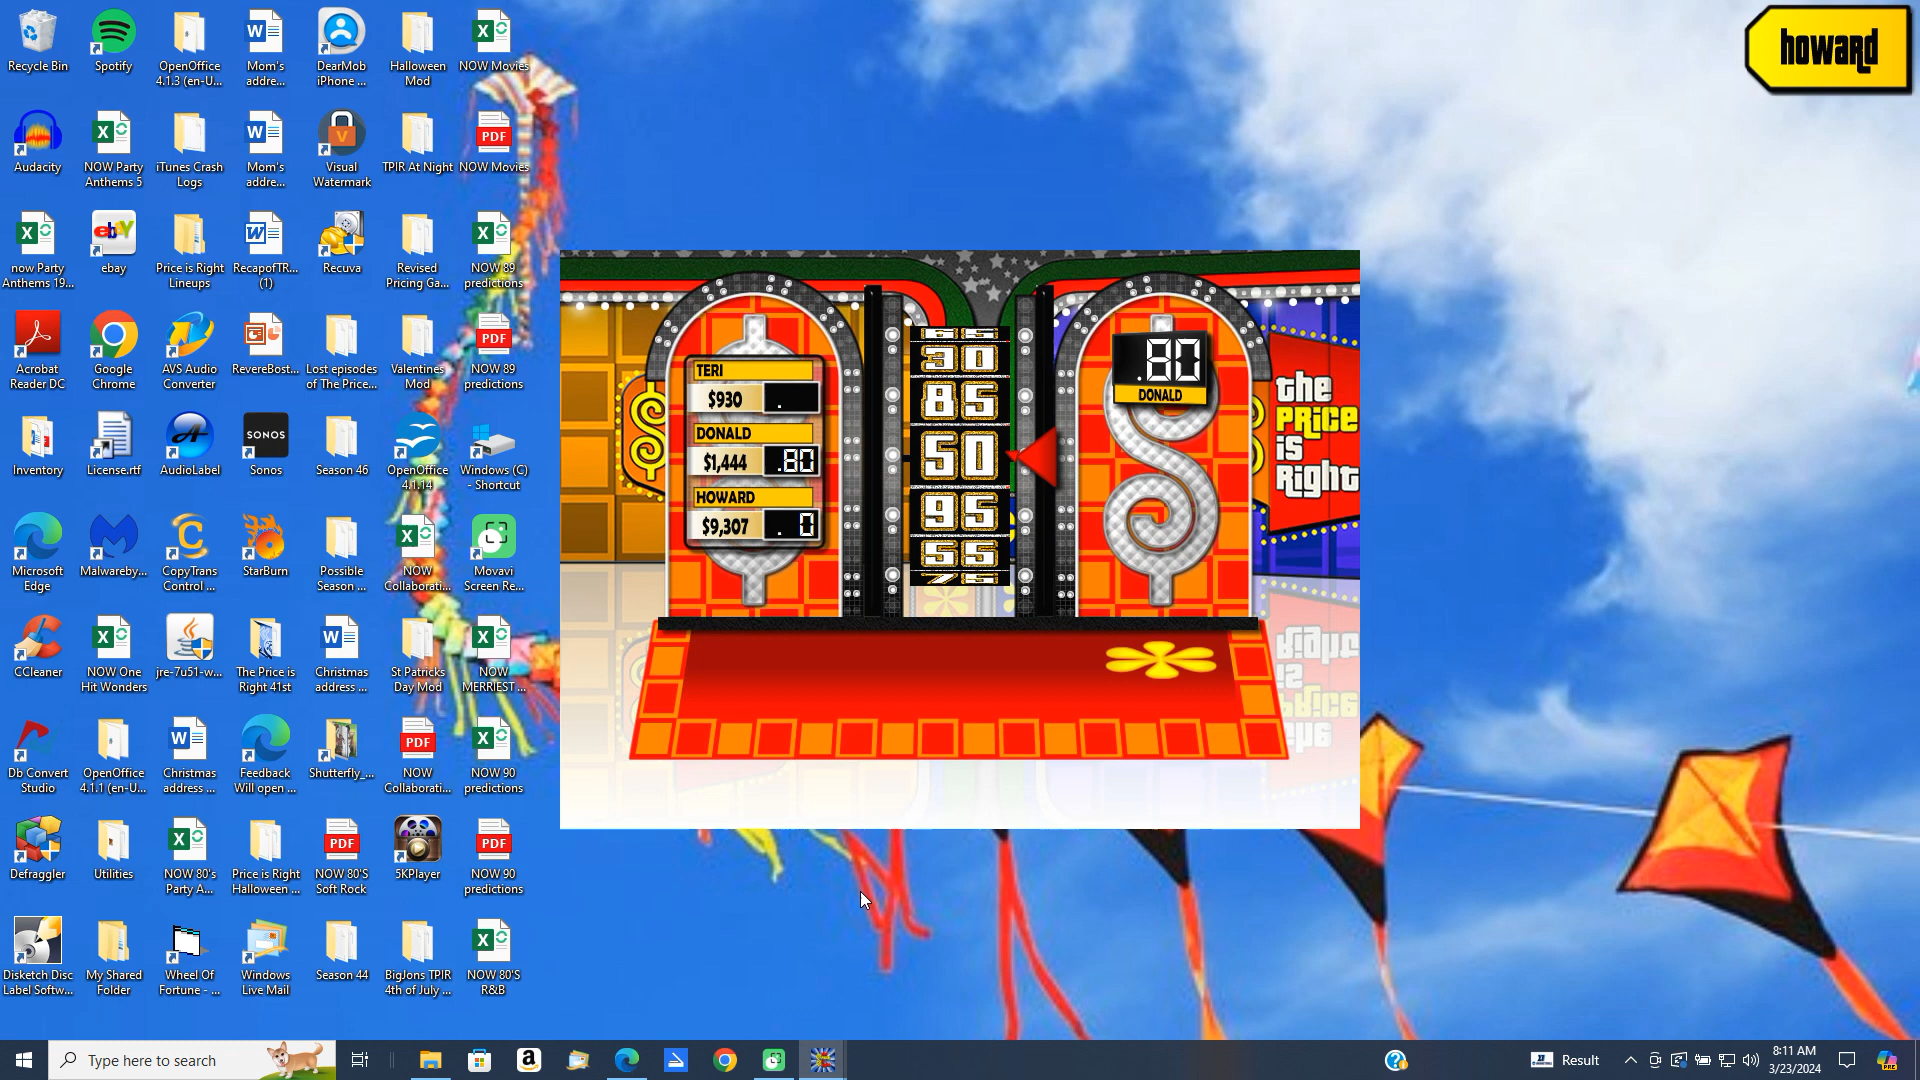 Recycle Bin
Spotify
OpenOffice
4.1.3 (en-U...
Mom's
addre...
DearMob
iPhone ...
Halloween
Mod
NOW Movies
howard
Audacity
NOW Party
Anthems 5
iTunes Crash
Logs
Mom's
addre...
Visual
Watermark
TPIR At Night
PDF
NOW Movies
now Party
Anthems 19...
ebay
ebay
Price is Right
Lineups
RecapofTR...
(1)
Recuva
Revised
Pricing Ga...
NOW 89
predictions
Acrobat
Reader DC
Google
Chrome
AVS Audio
Converter
RevereBost...
Lost episodes
of The Price...
Valentines
Mod
PDF
NOW 89
predictions
Inventory
License.rtf
AudioLabel
SONOS
Sonos
Season 46
OpenOffice
4.1.14
Windows (C)
- Shortcut
Microsoft
Edge
Malwareby...
CopyTrans
Control ...
StarBurn
Possible
Season ...
NOW
Collaborati...
Movavi
Screen Re...
CCleaner
NOW One
Hit Wonders
jre-7u51-w...
The Price is
Right 41st
Christmas
address ...
St Patricks
Day Mod
NOW
MERRIEST ...
Db Convert
Studio
OpenOffice
4.1.1 (en-U...
Christmas
address ...
Feedback
Will open ...
Shutterfly_...
PDF
NOW
Collaborati...
NOW 90
predictions
Defraggler
Utilities
NOW 80's
Party A...
Price is Right
Halloween ...
PDF
NOW 80'S
Soft Rock
5KPlayer
PDF
NOW 90
predictions
Disketch Disc
Label Softw...
My Shared
Folder
Wheel Of
Fortune - ...
Windows
Live Mail
Season 44
BigJons TPIR
4th of July ...
NOW 80'S
R&B
TERI
$930 .
DONALD
$1,444 .80
HOWARD
$9,307 . 0
65
30
85
50
95
55
75
.80
DONALD
the
PRICE
is
Right
Type here to search
Result
8:11 AM
3/23/2024